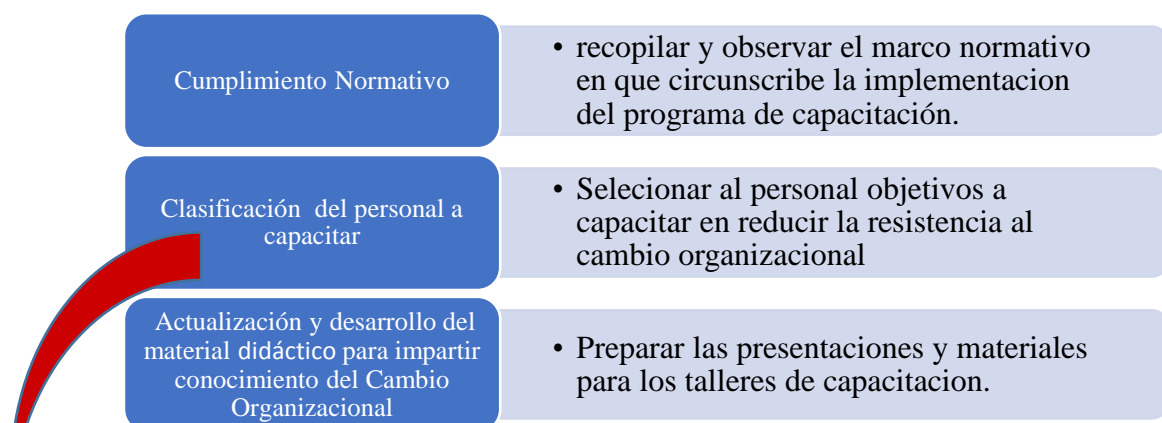 Cumplimiento Normativo
• recopilar y observar el marco normativo
en que circunscribe la implementacion
del programa de capacitación.
Clasificación del personal a
capacitar
• Selecionar al personal objetivos a
capacitar en reducir la resistencia al
cambio organizacional
Actualización y desarrollo del
material didáctico para impartir
conocimiento del Cambio
Organizacional
• Preparar las presentaciones y materiales
para los talleres de capacitacion.